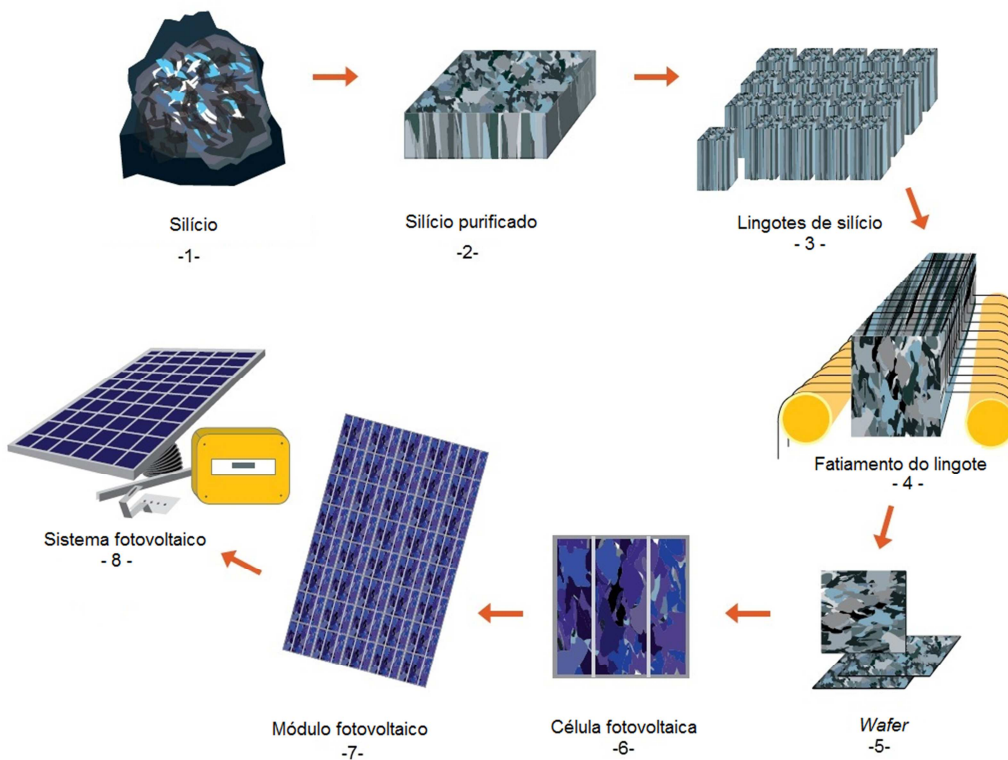 Silício
-1-
Silício purificado
-2-
Lingotes de silício
- 3 -
Fatiamento do lingote
- 4 -
Wafer
-5-
Célula fotovoltaica
-6-
Módulo fotovoltaico
-7-
Sistema fotovoltaico
- 8 -